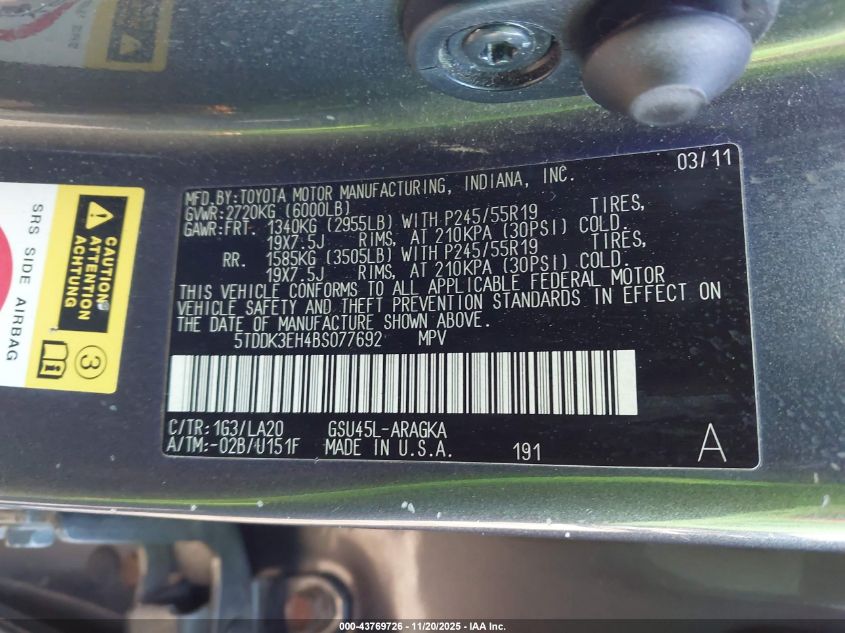 03/11
MFD.BY:TOYOTA MOTOR MANUFACTURING, INDIANA, INC.
GVWR:2720KG (6000LB)
GAWR:FRT. 1340KG (2955LB) WITH P245/55R19 TIRES,
19X7.5J RIMS, AT 210KPA (30PSI) COLD.
RR. 1585KG (3505LB) WITH P245/55R19 TIRES,
19X7.5J RIMS, AT 210KPA (30PSI) COLD.
THIS VEHICLE CONFORMS TO ALL APPLICABLE FEDERAL MOTOR
VEHICLE SAFETY AND THEFT PREVENTION STANDARDS IN EFFECT ON
THE DATE OF MANUFACTURE SHOWN ABOVE.
5TDDK3EH4BS077692 MPV
C/TR:1G3/LA20 GSU45L-ARAGKA
A/TM:-02B/U151F MADE IN U.S.A. 191 A
SRS SIDE AIRBAG
CAUTION
ATTENTION
ACHTUNG
3
000-43769726 - 11/20/2025 - IAA Inc.